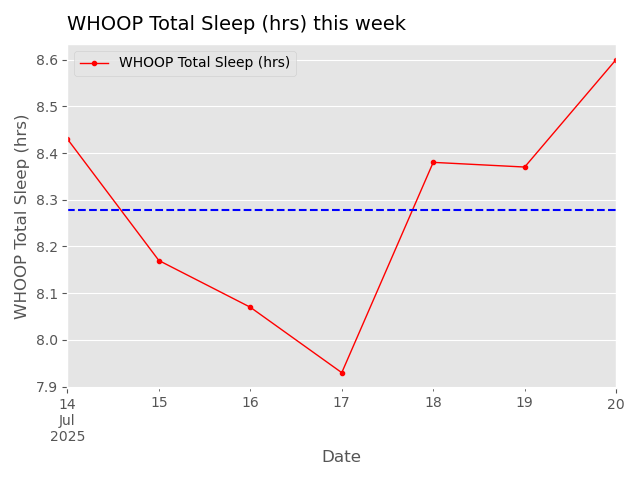 WHOOP Total Sleep (hrs) this week
WHOOP Total Sleep (hrs)
WHOOP Total Sleep (hrs)
8.6
8.5
8.4
8.3
8.2
8.1
8.0
7.9
14 15 16 17 18 19 20
Jul
2025
Date